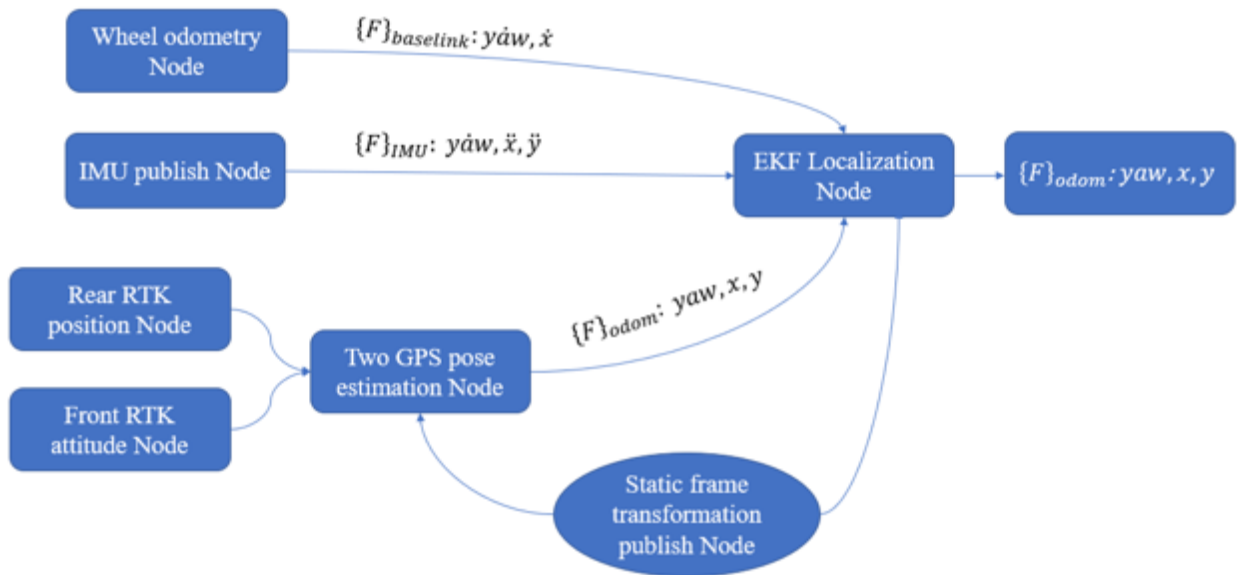 Wheel odometry
Node
{F}baselink: yȧw, ẋ
IMU publish Node
{F}IMU: yȧw, ẍ, ÿ
EKF Localization
Node
{F}odom: yaw, x, y
Rear RTK
position Node
Front RTK
attitude Node
Two GPS pose
estimation Node
{F}odom: yaw, x, y
Static frame
transformation
publish Node